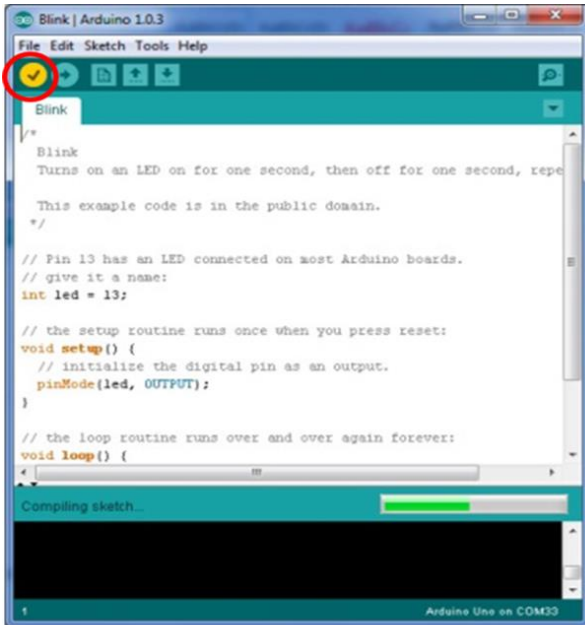 Blink | Arduino 1.0.3
File Edit Sketch Tools Help
Blink
/*
  Blink
  Turns on an LED on for one second, then off for one second, repe

  This example code is in the public domain.
 */

// Pin 13 has an LED connected on most Arduino boards.
// give it a name:
int led = 13;

// the setup routine runs once when you press reset:
void setup() {
  // initialize the digital pin as an output.
  pinMode(led, OUTPUT);
}

// the loop routine runs over and over again forever:
void loop() {
Compiling sketch...
1
Arduino Uno on COM33